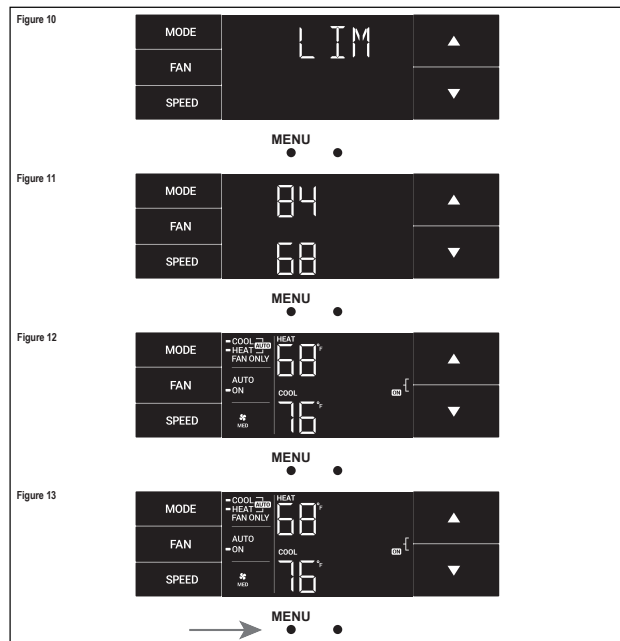 Figure 10
MODE
FAN
SPEED
LIM
MENU
Figure 11
MODE
FAN
SPEED
84
68
MENU
Figure 12
MODE
FAN
SPEED
COOL
HEAT
AUTO
FAN ONLY
AUTO
ON
MED
HEAT
68°F
COOL
76°F
ON
MENU
Figure 13
MODE
FAN
SPEED
COOL
HEAT
AUTO
FAN ONLY
AUTO
ON
MED
HEAT
68°F
COOL
76°F
ON
MENU